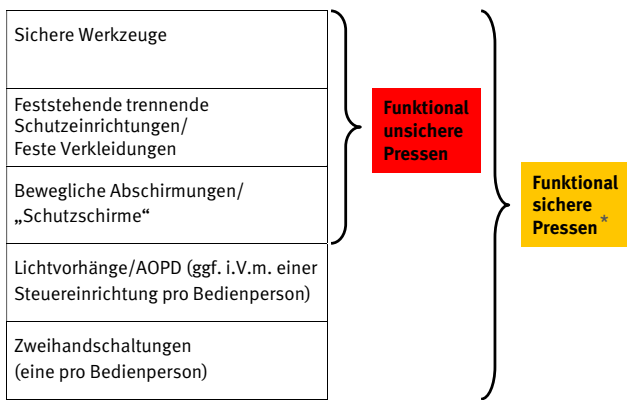 Sichere Werkzeuge
Feststehende trennende
Schutzeinrichtungen/
Feste Verkleidungen
Bewegliche Abschirmungen/
„Schutzschirme“
Lichtvorhänge/AOPD (ggf. i.V.m. einer
Steuereinrichtung pro Bedienperson)
Zweihandschaltungen
(eine pro Bedienperson)
Funktional
unsichere
Pressen
Funktional
sichere
Pressen *